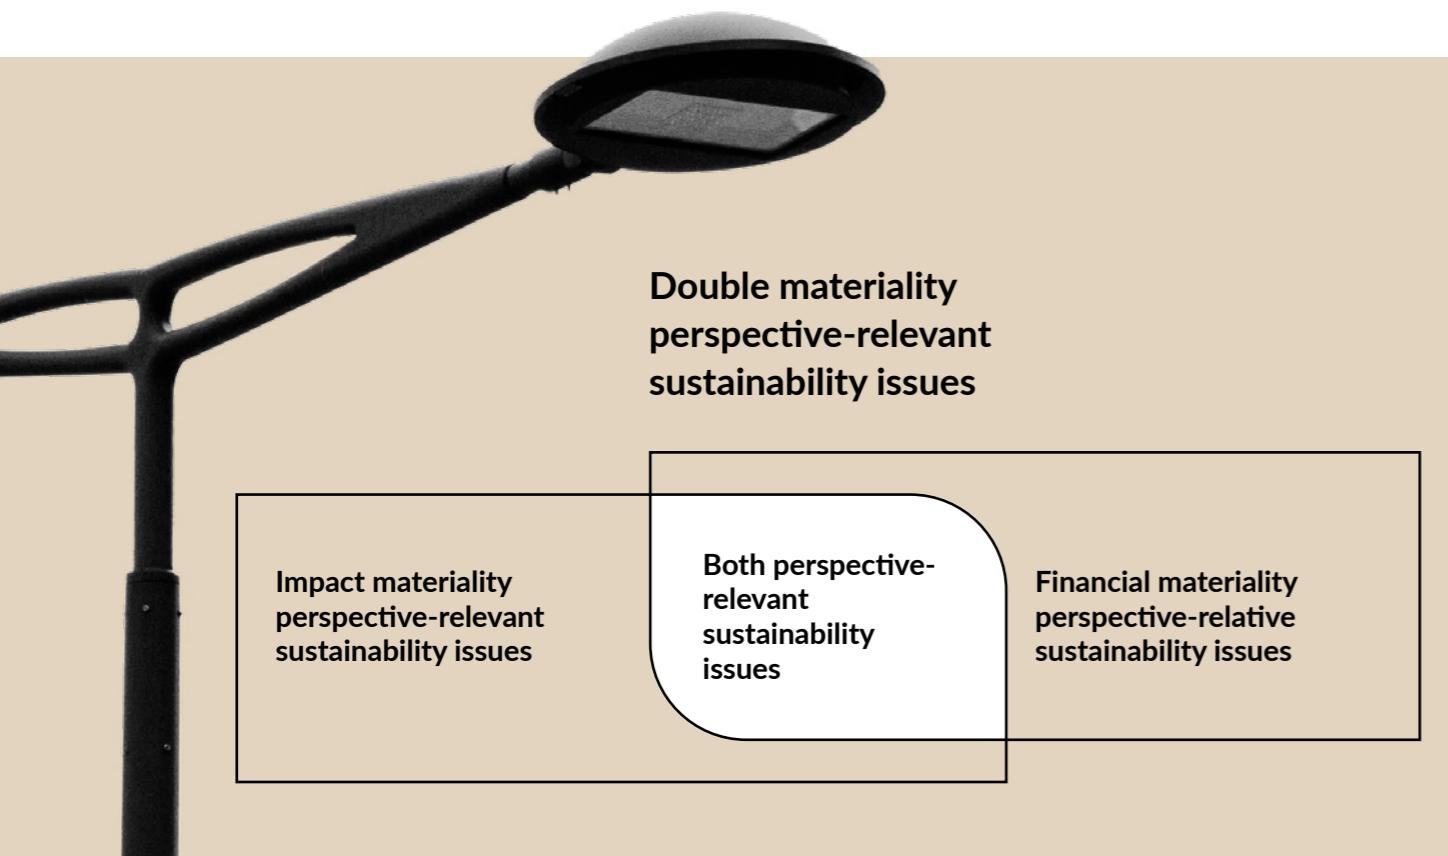 Double materiality
perspective-relevant
sustainability issues
Impact materiality
perspective-relevant
sustainability issues
Both perspective-
relevant
sustainability
issues
Financial materiality
perspective-relative
sustainability issues